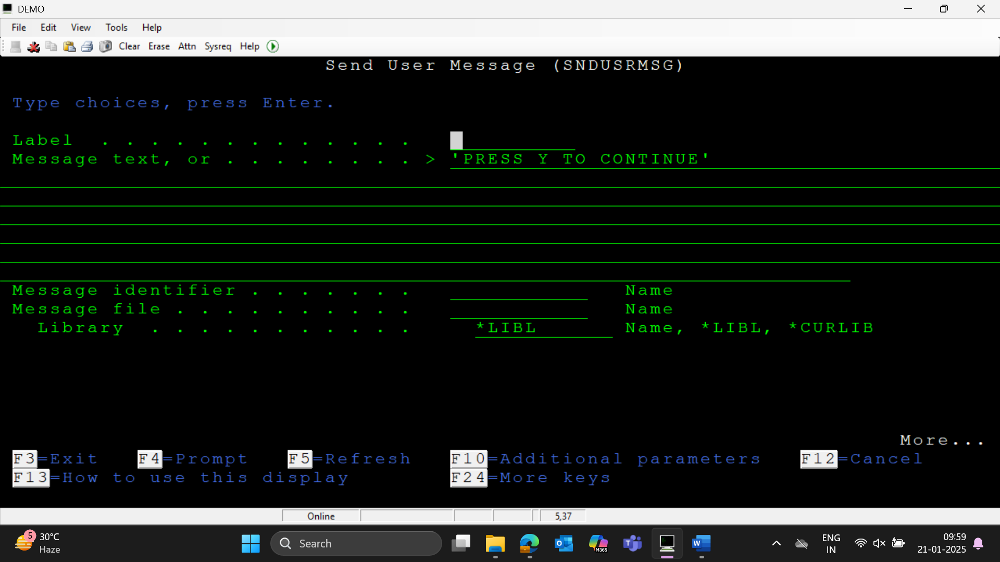 DEMO
File Edit View Tools Help
Clear Erase Attn Sysreq Help
Send User Message (SNDUSRMSG)
Type choices, press Enter.
Label . . . . . . . . . . . . .
Message text, or . . . . . . . . > 'PRESS Y TO CONTINUE'
Message identifier . . . . . . . Name
Message file . . . . . . . . . . Name
Library . . . . . . . . . . . *LIBL Name, *LIBL, *CURLIB
More...
F3=Exit F4=Prompt F5=Refresh F10=Additional parameters F12=Cancel
F13=How to use this display F24=More keys
Online 5,37
5 30°C
Haze
Search
M365
ENG
IN
09:59
21-01-2025